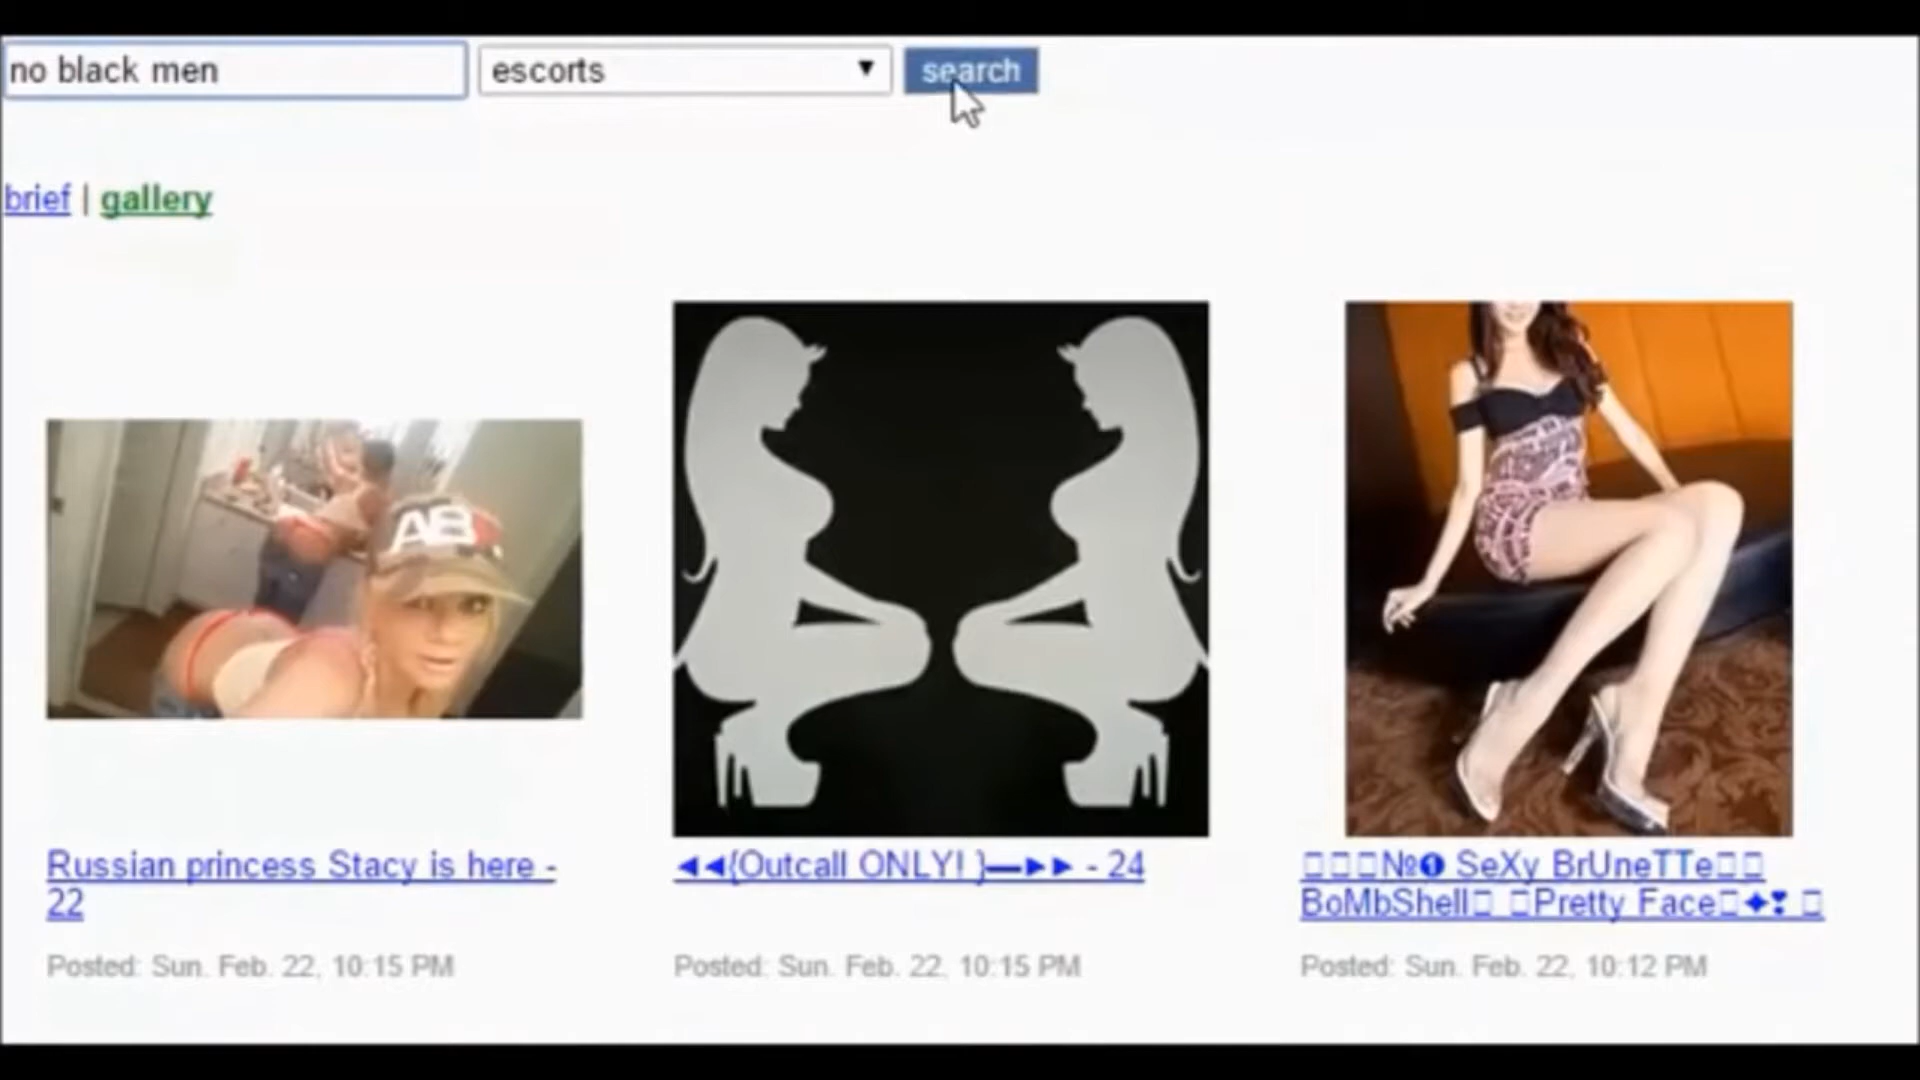 no black men
escorts ▼
search
brief | gallery
AB
Russian princess Stacy is here -
22
Posted: Sun. Feb. 22, 10:15 PM
◄◄{Outcall ONLY! }▬►► - 24
Posted: Sun. Feb. 22, 10:15 PM
□□□№❶ SeXy BrUneTTe□□
BoMbShell□ □Pretty Face□✦❣ □
Posted: Sun. Feb. 22, 10:12 PM